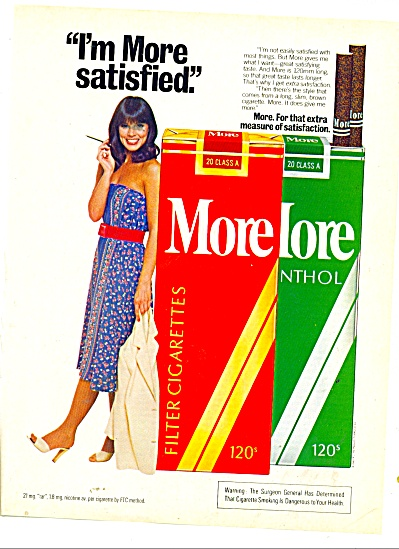 “I'm More
satisfied.”
“I'm not easily satisfied with
most things. But More gives me
what I want—great satisfying
taste. And More is 120mm long,
so that great taste lasts longer.
That's why I get extra satisfaction.
“Then there's the style that
comes from a long, slim, brown
cigarette. More. It does give me
more.”
More. For that extra
measure of satisfaction.
More
More
More
20 CLASS A
More
FILTER CIGARETTES
120s
More
20 CLASS A
More
NTHOL
120s
21 mg. "tar", 1.8 mg. nicotine av. per cigarette by FTC method.
Warning: The Surgeon General Has Determined
That Cigarette Smoking Is Dangerous to Your Health